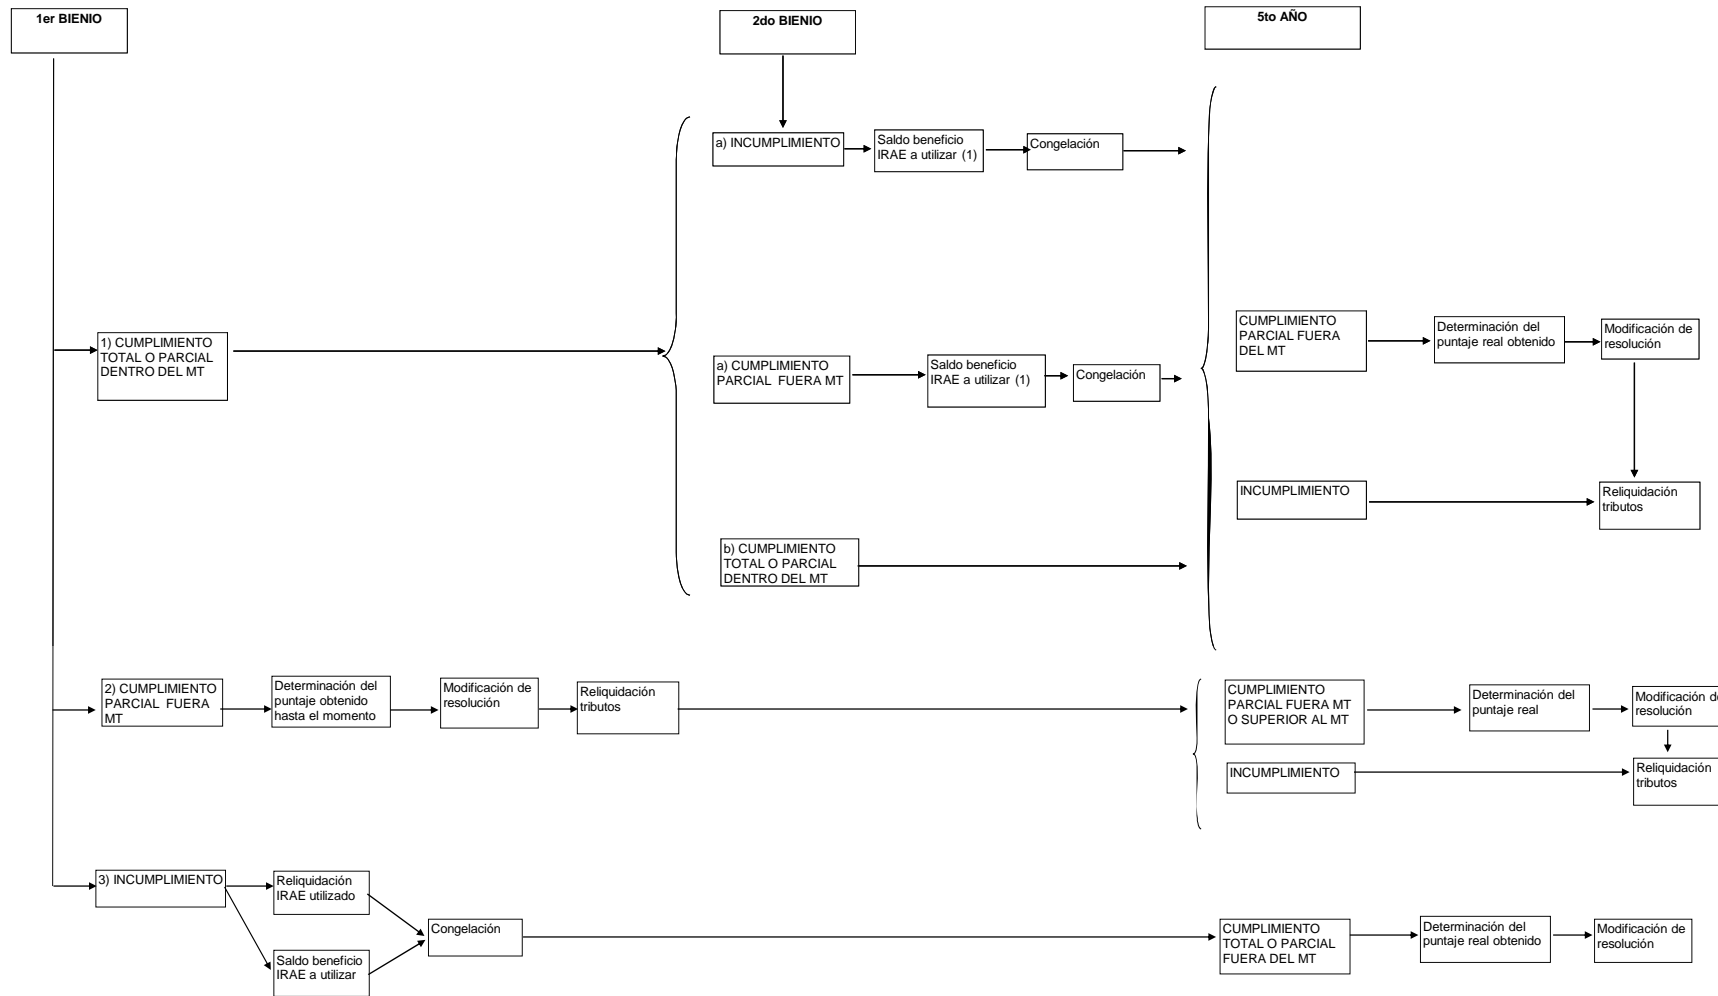 1er BIENIO
2do BIENIO
5to AÑO
a) INCUMPLIMIENTO
Saldo beneficio
IRAE a utilizar (1)
Congelación
1) CUMPLIMIENTO
TOTAL O PARCIAL
DENTRO DEL MT
a) CUMPLIMIENTO
PARCIAL FUERA MT
Saldo beneficio
IRAE a utilizar (1)
Congelación
CUMPLIMIENTO
PARCIAL FUERA
DEL MT
Determinación del
puntaje real obtenido
Modificación de
resolución
INCUMPLIMIENTO
Reliquidación
tributos
b) CUMPLIMIENTO
TOTAL O PARCIAL
DENTRO DEL MT
2) CUMPLIMIENTO
PARCIAL FUERA
MT
Determinación del
puntaje obtenido
hasta el momento
Modificación de
resolución
Reliquidación
tributos
CUMPLIMIENTO
PARCIAL FUERA MT
O SUPERIOR AL MT
Determinación del
puntaje real
Modificación de
resolución
INCUMPLIMIENTO
Reliquidación
tributos
3) INCUMPLIMIENTO
Reliquidación
IRAE utilizado
Saldo beneficio
IRAE a utilizar
Congelación
CUMPLIMIENTO
TOTAL O PARCIAL
FUERA DEL MT
Determinación del
puntaje real obtenido
Modificación de
resolución